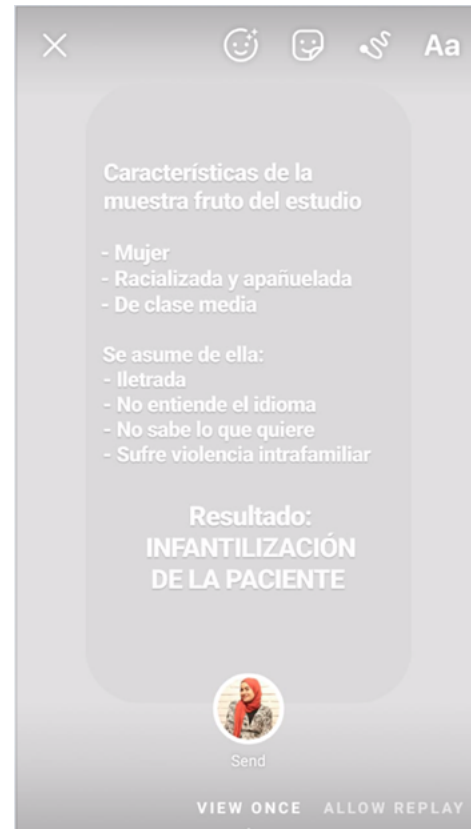 Aa
Características de la
muestra fruto del estudio
- Mujer
- Racializada y apañuelada
- De clase media
Se asume de ella:
- Iletrada
- No entiende el idioma
- No sabe lo que quiere
- Sufre violencia intrafamiliar
Resultado:
INFANTILIZACIÓN
DE LA PACIENTE
Send
VIEW ONCE ALLOW REPLAY